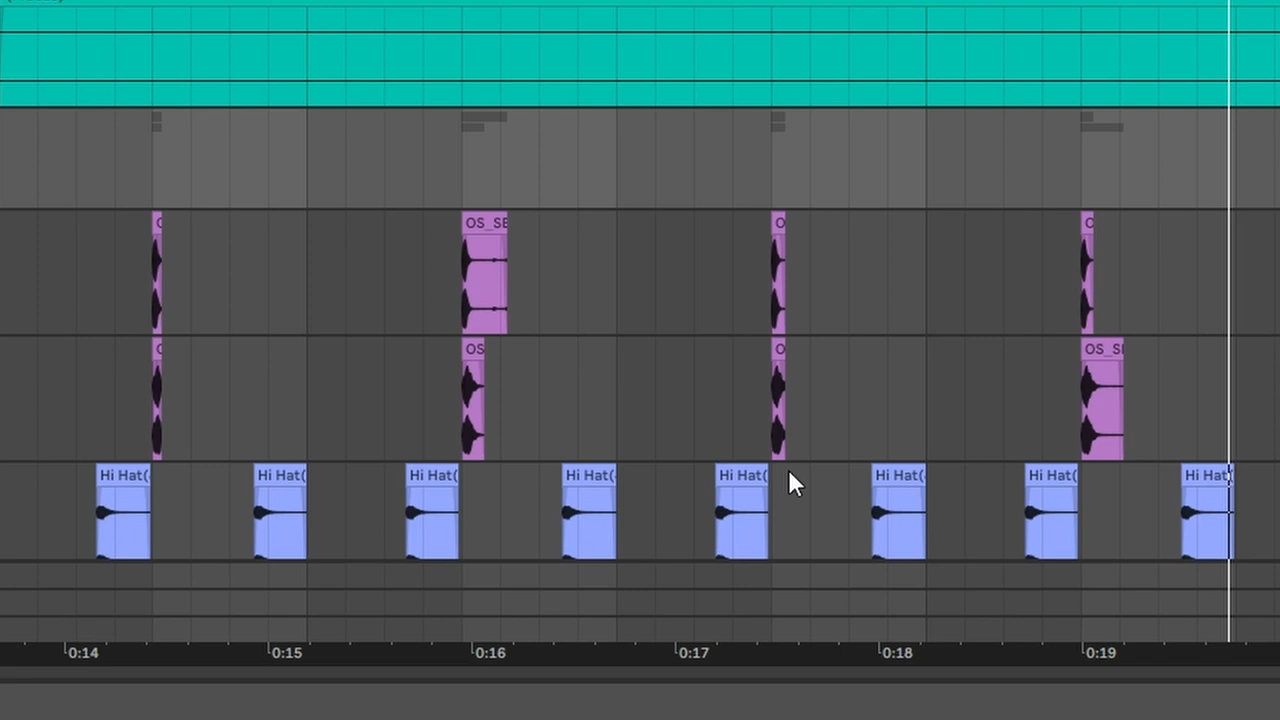 O
OS_SE
O
O
O
OS
O
OS_SI
Hi Hat(
Hi Hat(
Hi Hat(
Hi Hat(
Hi Hat(
Hi Hat(
Hi Hat(
Hi Hat(
0:14
0:15
0:16
0:17
0:18
0:19